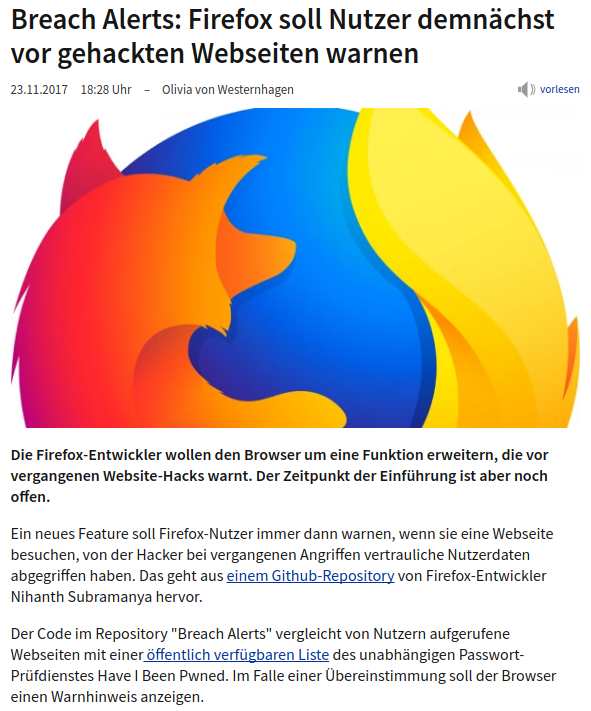 Breach Alerts: Firefox soll Nutzer demnächst
vor gehackten Webseiten warnen
23.11.2017 18:28 Uhr – Olivia von Westernhagen
vorlesen
Die Firefox-Entwickler wollen den Browser um eine Funktion erweitern, die vor
vergangenen Website-Hacks warnt. Der Zeitpunkt der Einführung ist aber noch
offen.
Ein neues Feature soll Firefox-Nutzer immer dann warnen, wenn sie eine Webseite
besuchen, von der Hacker bei vergangenen Angriffen vertrauliche Nutzerdaten
abgegriffen haben. Das geht aus einem Github-Repository von Firefox-Entwickler
Nihanth Subramanya hervor.
Der Code im Repository "Breach Alerts" vergleicht von Nutzern aufgerufene
Webseiten mit einer öffentlich verfügbaren Liste des unabhängigen Passwort-
Prüfdienstes Have I Been Pwned. Im Falle einer Übereinstimmung soll der Browser
einen Warnhinweis anzeigen.